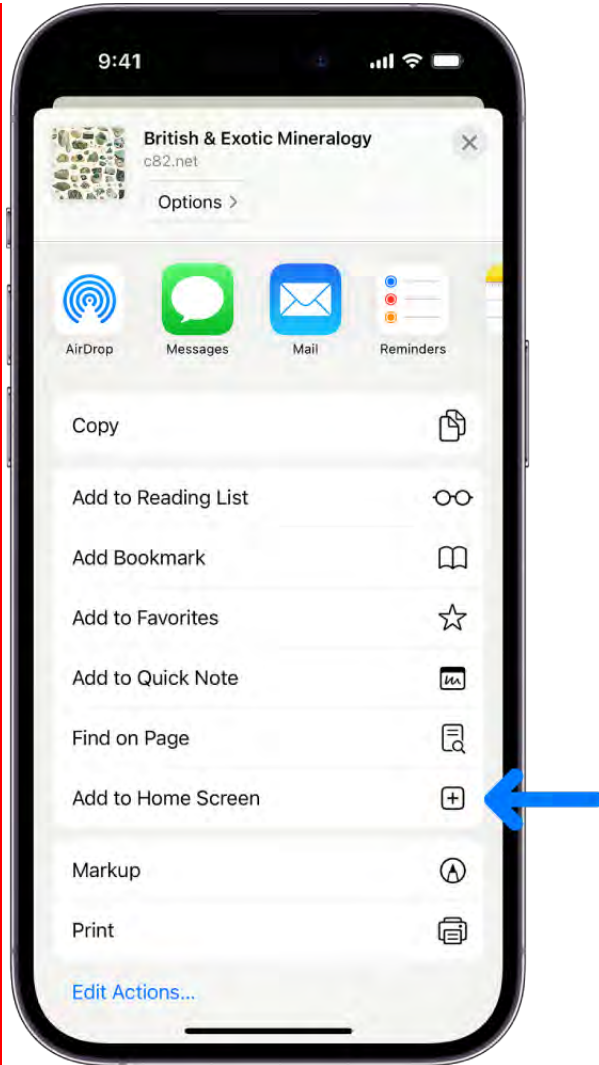 9:41
British & Exotic Mineralogy
c82.net
Options >
AirDrop
Messages
Mail
Reminders
Copy
Add to Reading List
Add Bookmark
Add to Favorites
Add to Quick Note
Find on Page
Add to Home Screen
Markup
Print
Edit Actions...